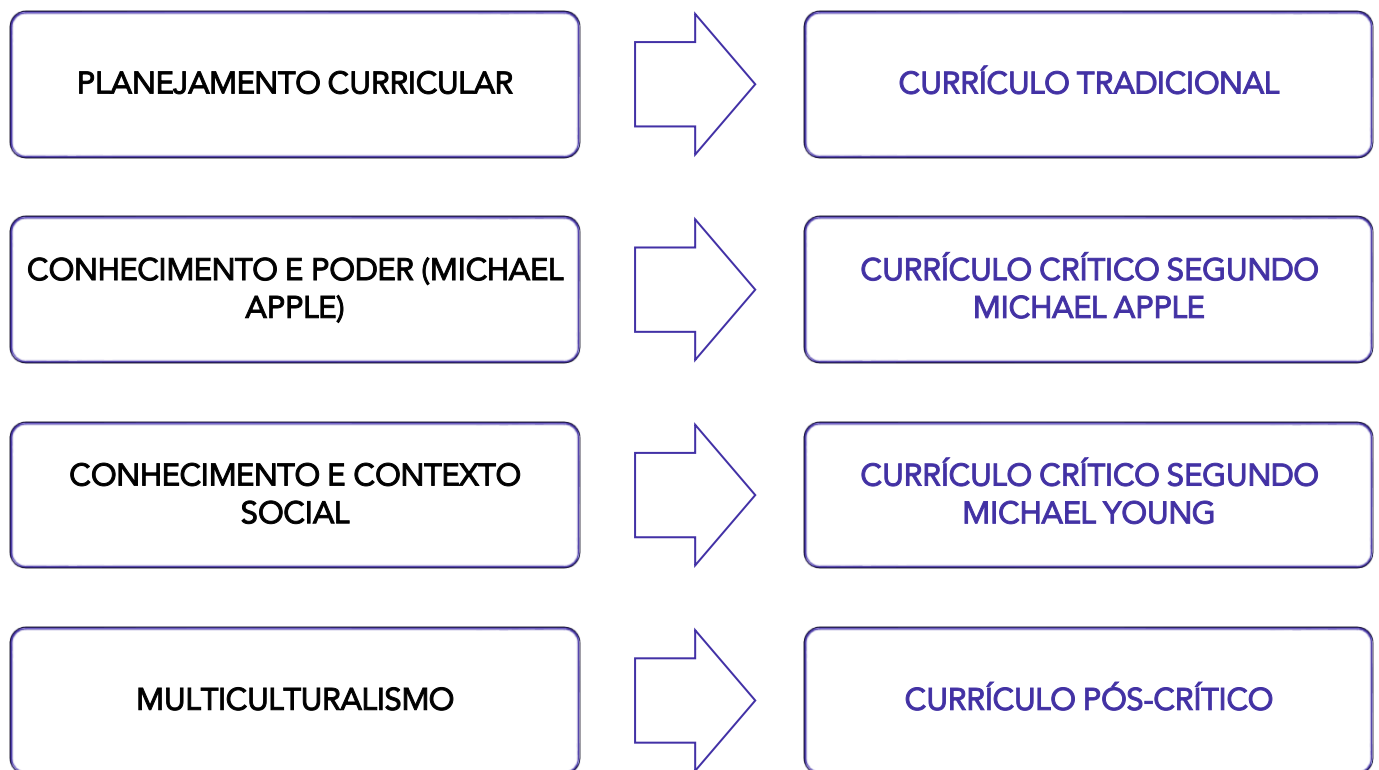 PLANEJAMENTO CURRICULAR
CURRÍCULO TRADICIONAL
CONHECIMENTO E PODER (MICHAEL
APPLE)
CURRÍCULO CRÍTICO SEGUNDO
MICHAEL APPLE
CONHECIMENTO E CONTEXTO
SOCIAL
CURRÍCULO CRÍTICO SEGUNDO
MICHAEL YOUNG
MULTICULTURALISMO
CURRÍCULO PÓS-CRÍTICO